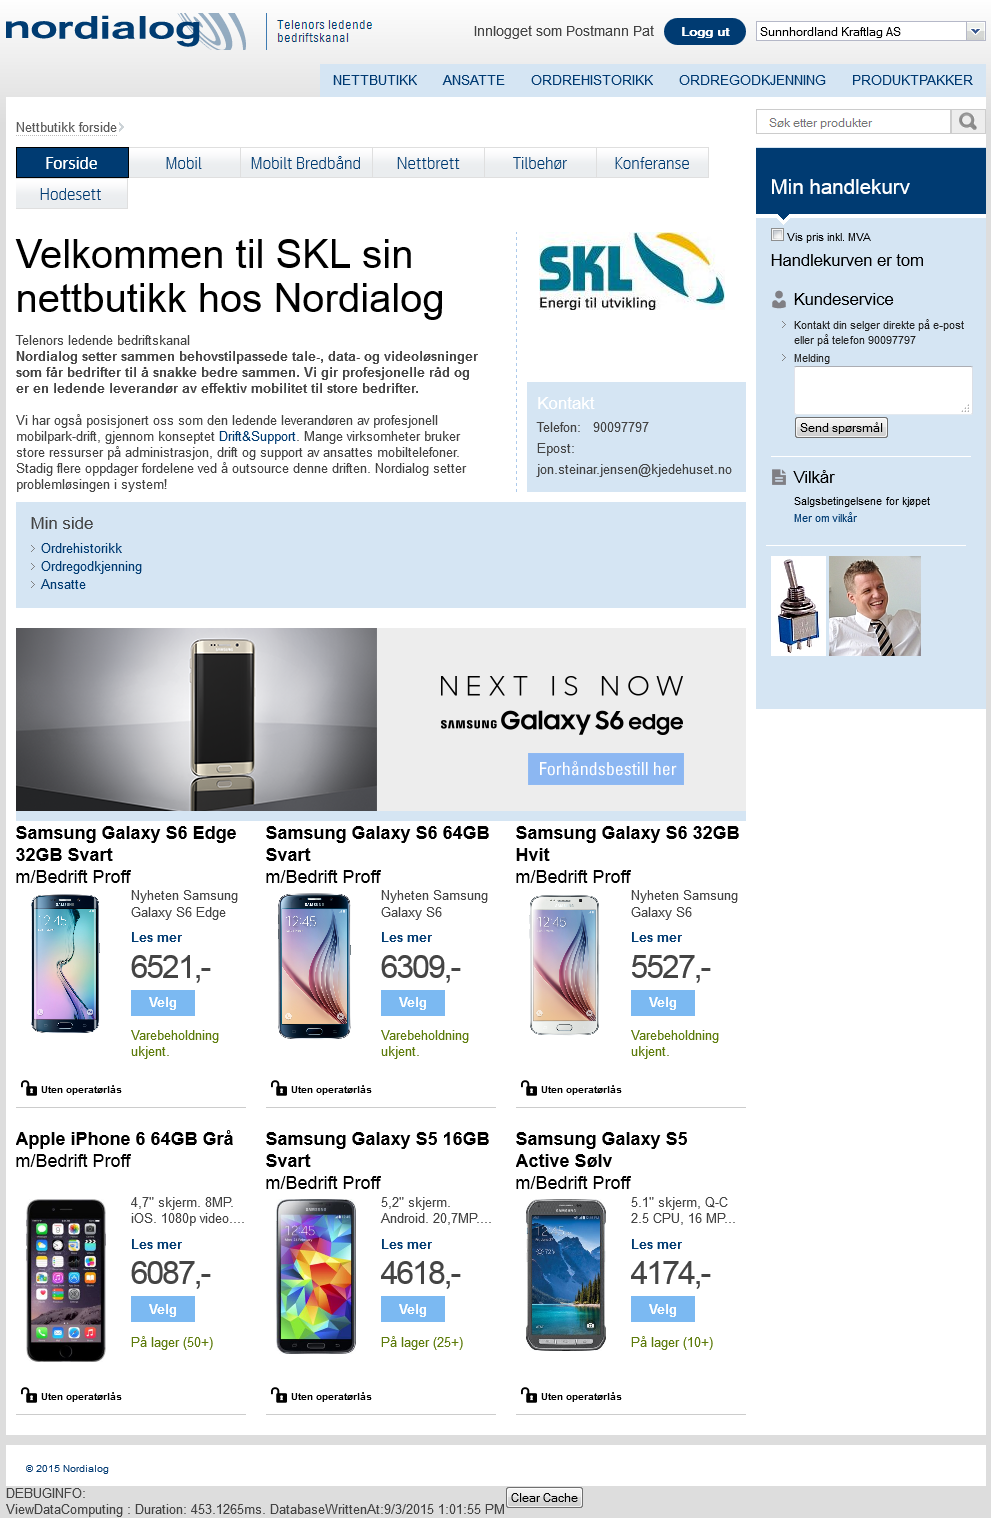 nordialog
Telenors ledende
bedriftskanal
Innlogget som Postmann Pat
Logg ut
Sunnhordland Kraftlag AS
NETTBUTIKK ANSATTE ORDREHISTORIKK ORDREGODKJENNING PRODUKTPAKKER
Nettbutikk forside
Søk etter produkter
Forside Mobil Mobilt Bredbånd Nettbrett Tilbehør Konferanse
Hodesett
Velkommen til SKL sin
nettbutikk hos Nordialog
Telenors ledende bedriftskanal
Nordialog setter sammen behovstilpassede tale-, data- og videoløsninger
som får bedrifter til å snakke bedre sammen. Vi gir profesjonelle råd og
er en ledende leverandør av effektiv mobilitet til store bedrifter.
Vi har også posisjonert oss som den ledende leverandøren av profesjonell
mobilpark-drift, gjennom konseptet Drift&Support. Mange virksomheter bruker
store ressurser på administrasjon, drift og support av ansattes mobiltelefoner.
Stadig flere oppdager fordelene ved å outsource denne driften. Nordialog setter
problemløsingen i system!
SKL
Energi til utvikling
Kontakt
Telefon: 90097797
Epost:
jon.steinar.jensen@kjedehuset.no
Min handlekurv
Vis pris inkl. MVA
Handlekurven er tom
Kundeservice
Kontakt din selger direkte på e-post
eller på telefon 90097797
Melding
Send spørsmål
Vilkår
Salgsbetingelsene for kjøpet
Mer om vilkår
Min side
Ordrehistorikk
Ordregodkjenning
Ansatte
NEXT IS NOW
SAMSUNG Galaxy S6 edge
Forhåndsbestill her
Samsung Galaxy S6 Edge
32GB Svart
m/Bedrift Proff
Nyheten Samsung
Galaxy S6 Edge
Les mer
6521,-
Velg
Varebeholdning
ukjent.
Uten operatørlås
Samsung Galaxy S6 64GB
Svart
m/Bedrift Proff
Nyheten Samsung
Galaxy S6
Les mer
6309,-
Velg
Varebeholdning
ukjent.
Uten operatørlås
Samsung Galaxy S6 32GB
Hvit
m/Bedrift Proff
Nyheten Samsung
Galaxy S6
Les mer
5527,-
Velg
Varebeholdning
ukjent.
Uten operatørlås
Apple iPhone 6 64GB Grå
m/Bedrift Proff
4,7" skjerm. 8MP.
iOS. 1080p video....
Les mer
6087,-
Velg
På lager (50+)
Uten operatørlås
Samsung Galaxy S5 16GB
Svart
m/Bedrift Proff
5,2" skjerm.
Android. 20,7MP....
Les mer
4618,-
Velg
På lager (25+)
Uten operatørlås
Samsung Galaxy S5
Active Sølv
m/Bedrift Proff
5.1" skjerm, Q-C
2.5 CPU, 16 MP...
Les mer
4174,-
Velg
På lager (10+)
Uten operatørlås
© 2015 Nordialog
DEBUGINFO:
ViewDataComputing : Duration: 453.1265ms. DatabaseWrittenAt:9/3/2015 1:01:55 PM
Clear Cache